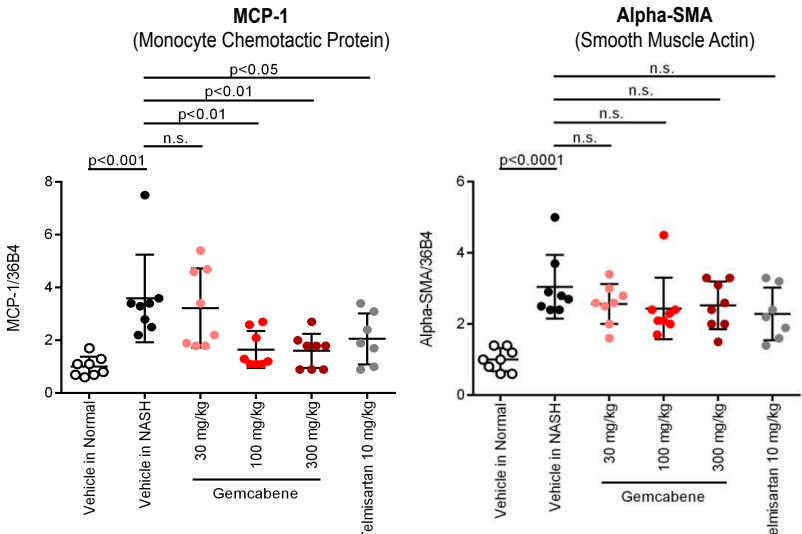 MCP-1
(Monocyte Chemotactic Protein)
p<0.05
p<0.01
p<0.01
n.s.
p<0.001
8
6
4
2
0
MCP-1/36B4
Vehicle in Normal
Vehicle in NASH
30 mg/kg
100 mg/kg
300 mg/kg
elmisartan 10 mg/kg
Gemcabene
Alpha-SMA
(Smooth Muscle Actin)
n.s.
n.s.
n.s.
n.s.
p<0.0001
6
4
2
0
Alpha-SMA/36B4
Vehicle in Normal
Vehicle in NASH
30 mg/kg
100 mg/kg
300 mg/kg
elmisartan 10 mg/kg
Gemcabene